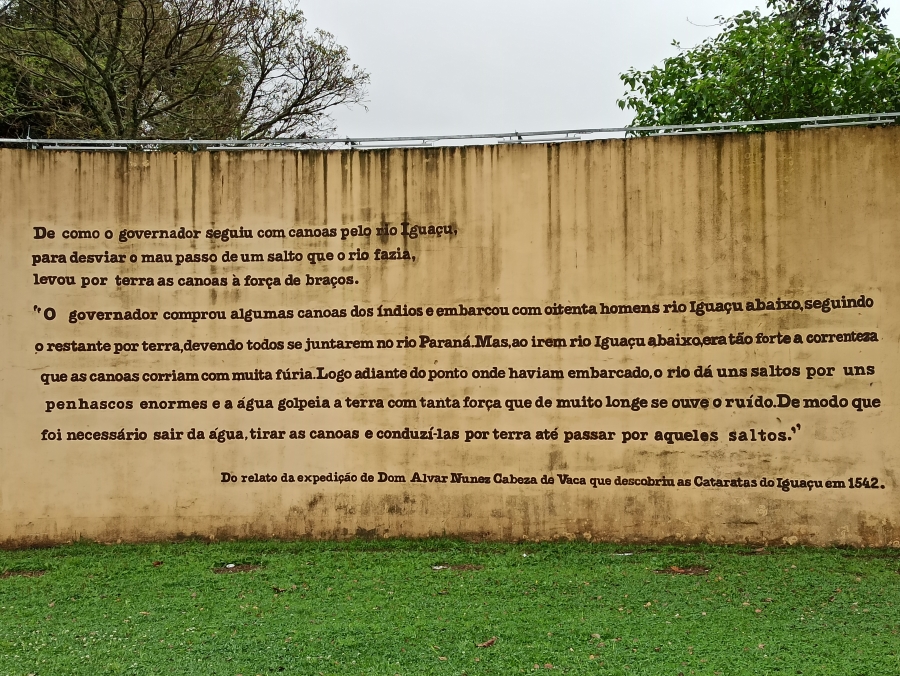 De como o governador seguiu com canoas pelo rio Iguaçu,
para desviar o mau passo de um salto que o rio fazia,
levou por terra as canoas à força de braços.
"O governador comprou algumas canoas dos índios e embarcou com oitenta homens rio Iguaçu abaixo, seguindo
o restante por terra, devendo todos se juntarem no rio Paraná. Mas, ao irem rio Iguaçu abaixo, era tão forte a correnteza
que as canoas corriam com muita fúria. Logo adiante do ponto onde haviam embarcado, o rio dá uns saltos por uns
penhascos enormes e a água golpeia a terra com tanta força que de muito longe se ouve o ruído. De modo que
foi necessário sair da água, tirar as canoas e conduzí-las por terra até passar por aqueles saltos."
Do relato da expedição de Dom Alvar Nunez Cabeza de Vaca que descobriu as Cataratas do Iguaçu em 1542.